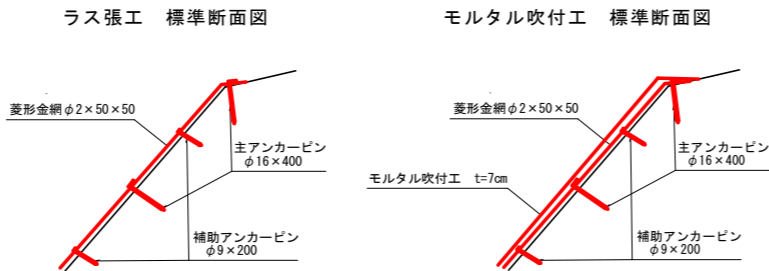 ラス張工　標準断面図
菱形金網φ2×50×50
主アンカーピン
φ16×400
補助アンカーピン
φ9×200
モルタル吹付工　標準断面図
菱形金網φ2×50×50
主アンカーピン
φ16×400
モルタル吹付工　t=7cm
補助アンカーピン
φ9×200